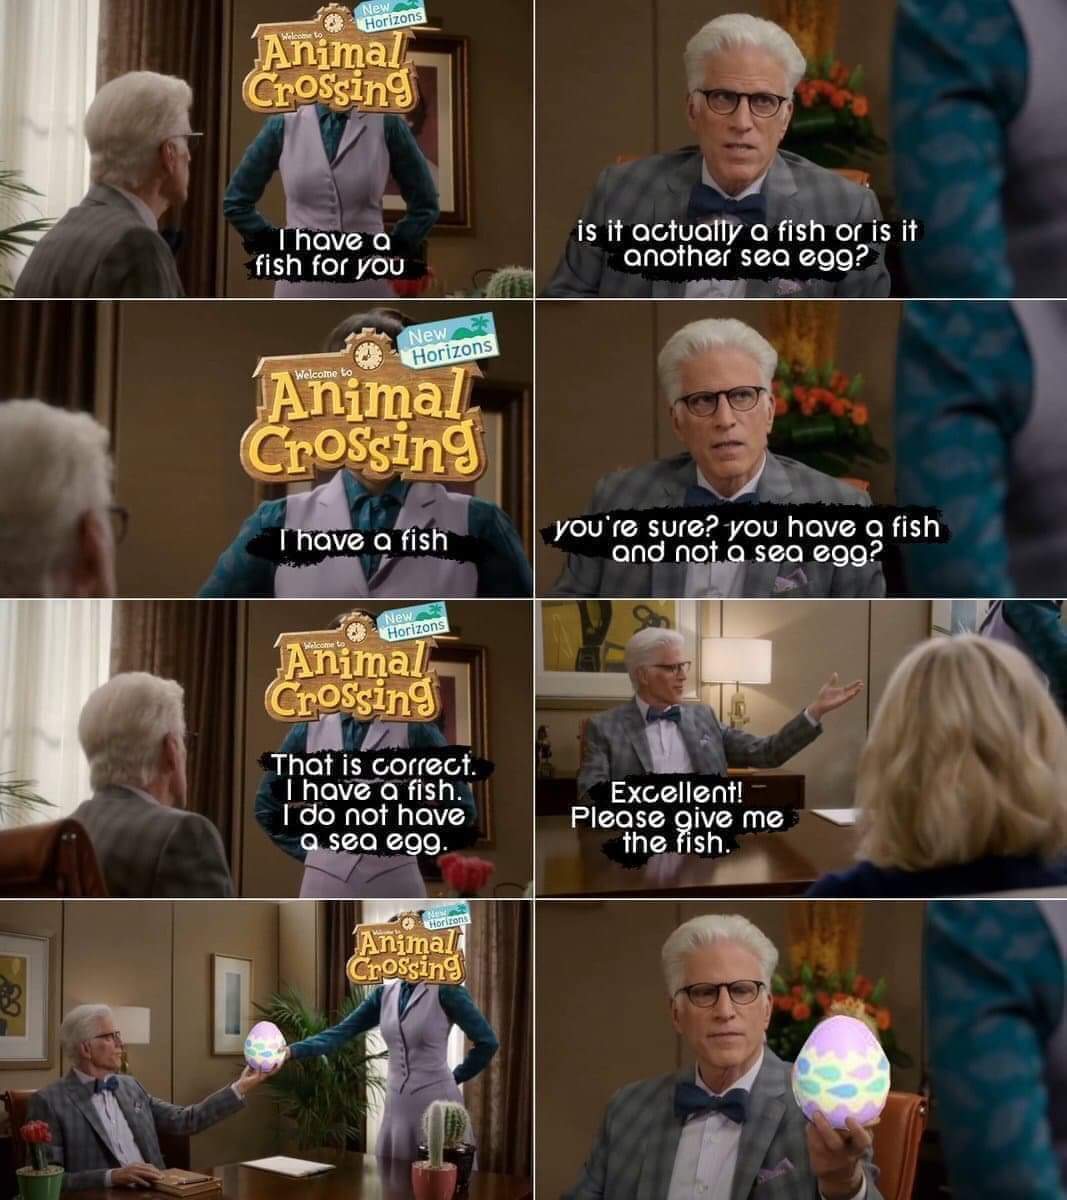 New
Horizons
Welcome to
Animal
Crossing
I have a
fish for you
is it actually a fish or is it
another sea egg?
New
Horizons
Welcome to
Animal
Crossing
I have a fish
you're sure? you have a fish
and not a sea egg?
New
Horizons
Welcome to
Animal
Crossing
That is correct.
I have a fish.
I do not have
a sea egg.
Excellent!
Please give me
the fish.
New
Horizons
Welcome to
Animal
Crossing